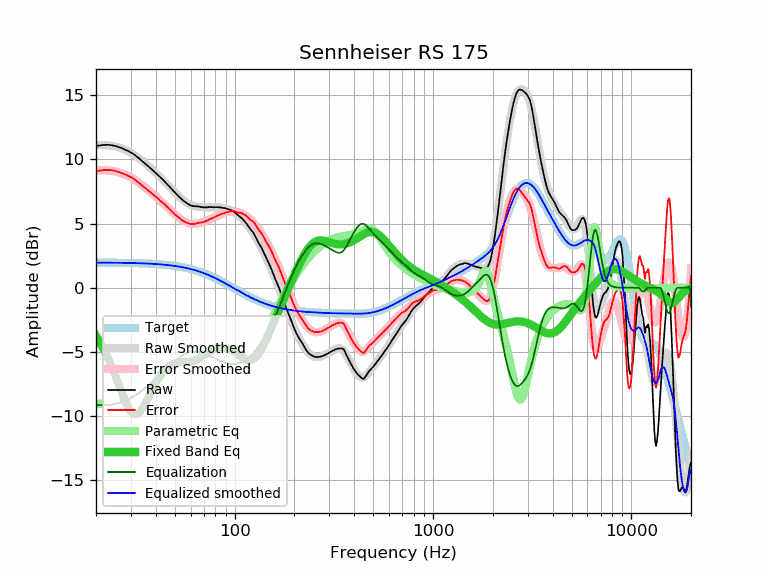 Sennheiser RS 175
Amplitude (dBr)
15
10
5
0
−5
−10
−15
Target
Raw Smoothed
Error Smoothed
Raw
Error
Parametric Eq
Fixed Band Eq
Equalization
Equalized smoothed
100
1000
10000
Frequency (Hz)